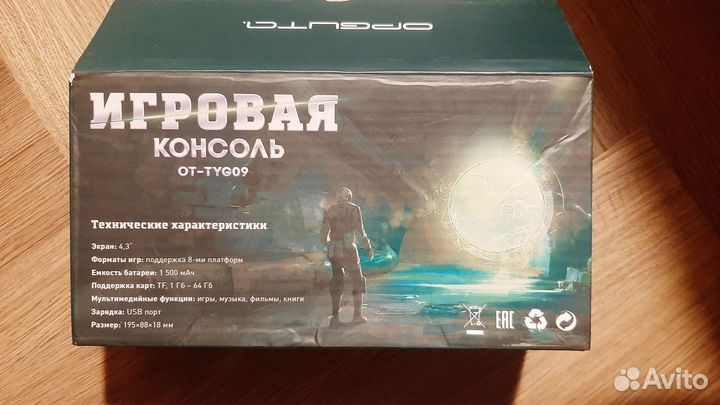 ОРБИТА.
ИГРОВАЯ
КОНСОЛЬ
OT-TYG09
Технические характеристики
Экран: 4,3″
Форматы игр: поддержка 8-ми платформ
Емкость батареи: 1 500 мАч
Поддержка карт: TF, 1 Гб – 64 Гб
Мультимедийные функции: игры, музыка, фильмы, книги
Зарядка: USB порт
Размер: 195×88×18 мм
EAC
Avito